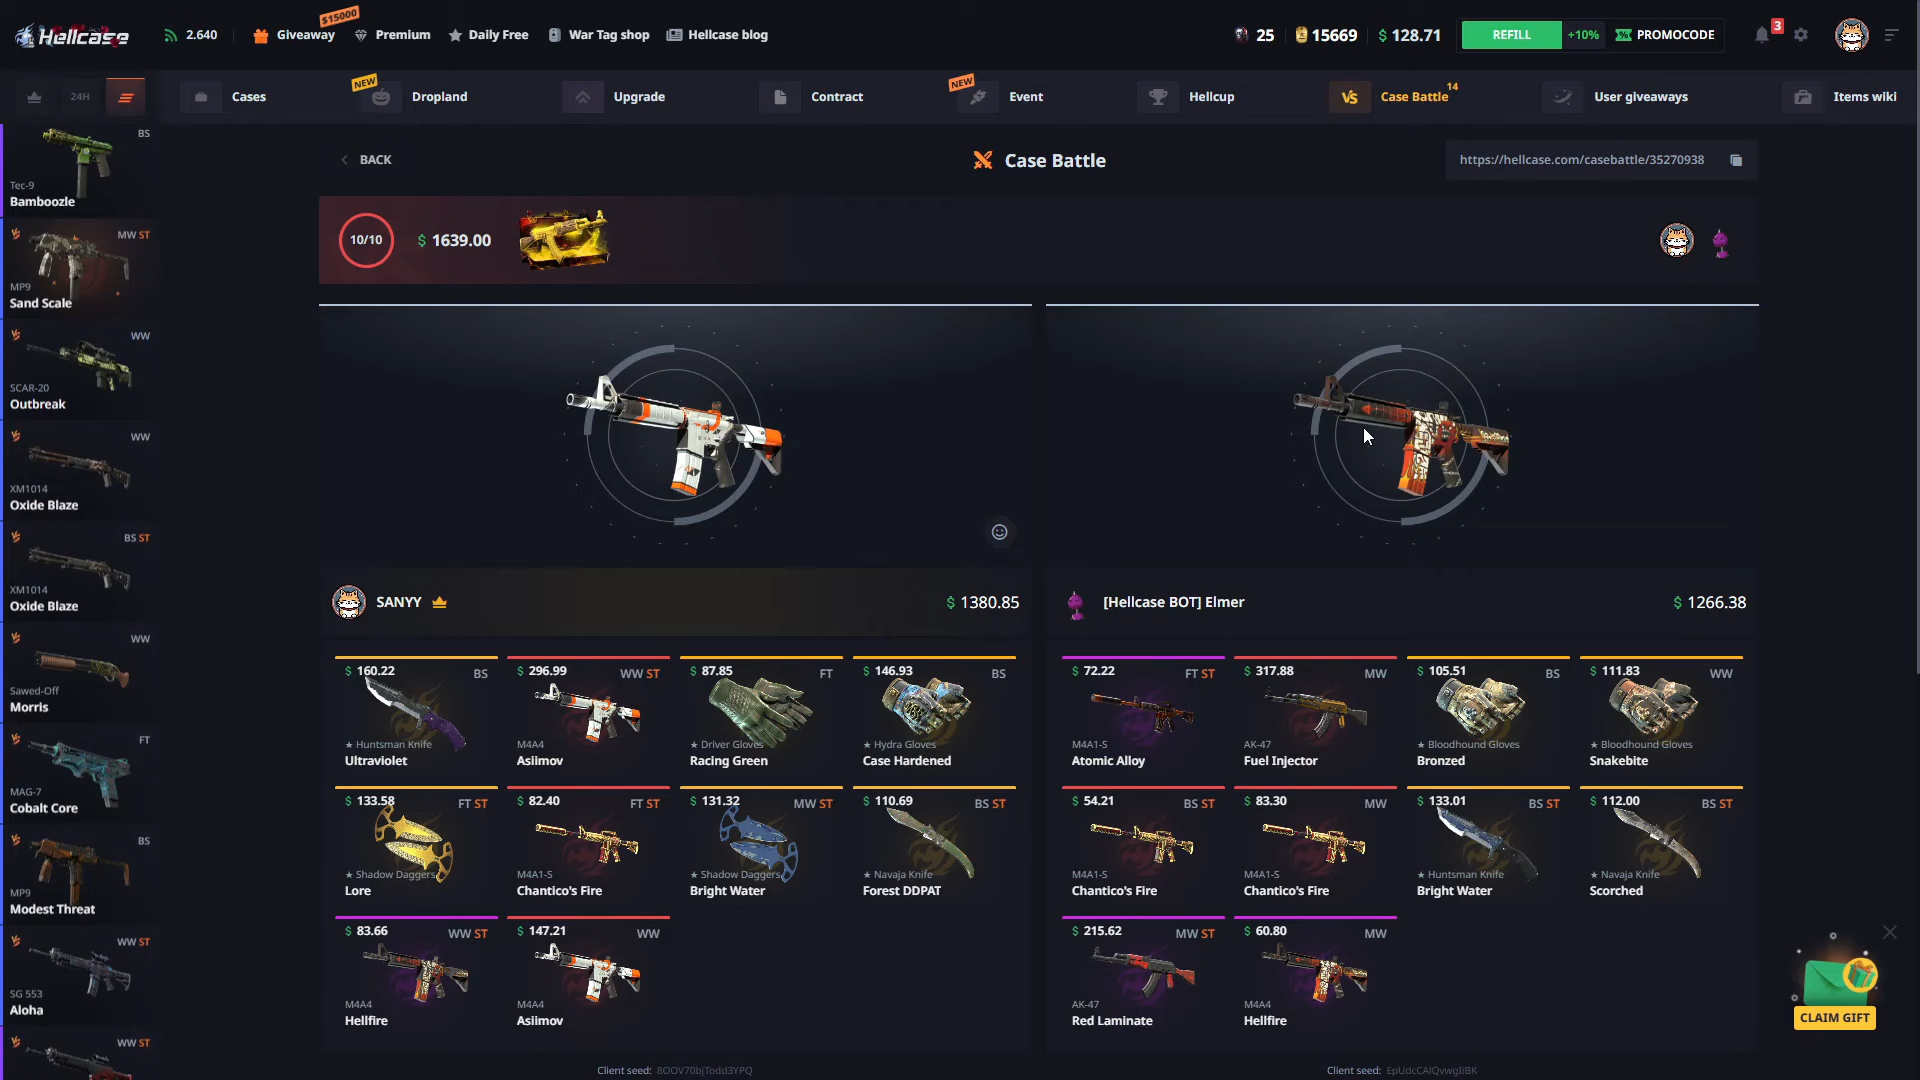 Hellcase
2.640
$15000
Giveaway
Premium
Daily Free
War Tag shop
Hellcase blog
25
15669
$ 128.71
REFILL
+10%
PROMOCODE
3
24H
Cases
NEW
Dropland
Upgrade
Contract
NEW
Event
Hellcup
VS
Case Battle
14
User giveaways
Items wiki
BS
Tec-9
Bamboozle
MW ST
MP9
Sand Scale
WW
SCAR-20
Outbreak
WW
XM1014
Oxide Blaze
BS ST
XM1014
Oxide Blaze
WW
Sawed-Off
Morris
FT
MAG-7
Cobalt Core
BS
MP9
Modest Threat
WW ST
SG 553
Aloha
WW ST
BACK
Case Battle
https://hellcase.com/casebattle/35270938
10/10
$ 1639.00
SANYY
$ 1380.85
[Hellcase BOT] Elmer
$ 1266.38
$ 160.22
BS
★ Huntsman Knife
Ultraviolet
$ 296.99
WW ST
M4A4
Asiimov
$ 87.85
FT
★ Driver Gloves
Racing Green
$ 146.93
BS
★ Hydra Gloves
Case Hardened
$ 133.58
FT ST
★ Shadow Daggers
Lore
$ 82.40
FT ST
M4A1-S
Chantico's Fire
$ 131.32
MW ST
★ Shadow Daggers
Bright Water
$ 110.69
BS ST
★ Navaja Knife
Forest DDPAT
$ 83.66
WW ST
M4A4
Hellfire
$ 147.21
WW
M4A4
Asiimov
$ 72.22
FT ST
M4A1-S
Atomic Alloy
$ 317.88
MW
AK-47
Fuel Injector
$ 105.51
BS
★ Bloodhound Gloves
Bronzed
$ 111.83
WW
★ Bloodhound Gloves
Snakebite
$ 54.21
BS ST
M4A1-S
Chantico's Fire
$ 83.30
MW
M4A1-S
Chantico's Fire
$ 133.01
BS ST
★ Huntsman Knife
Bright Water
$ 112.00
BS ST
★ Navaja Knife
Scorched
$ 215.62
MW ST
AK-47
Red Laminate
$ 60.80
MW
M4A4
Hellfire
CLAIM GIFT
Client seed: 8OOV70bjTodd3YPQ
Client seed: